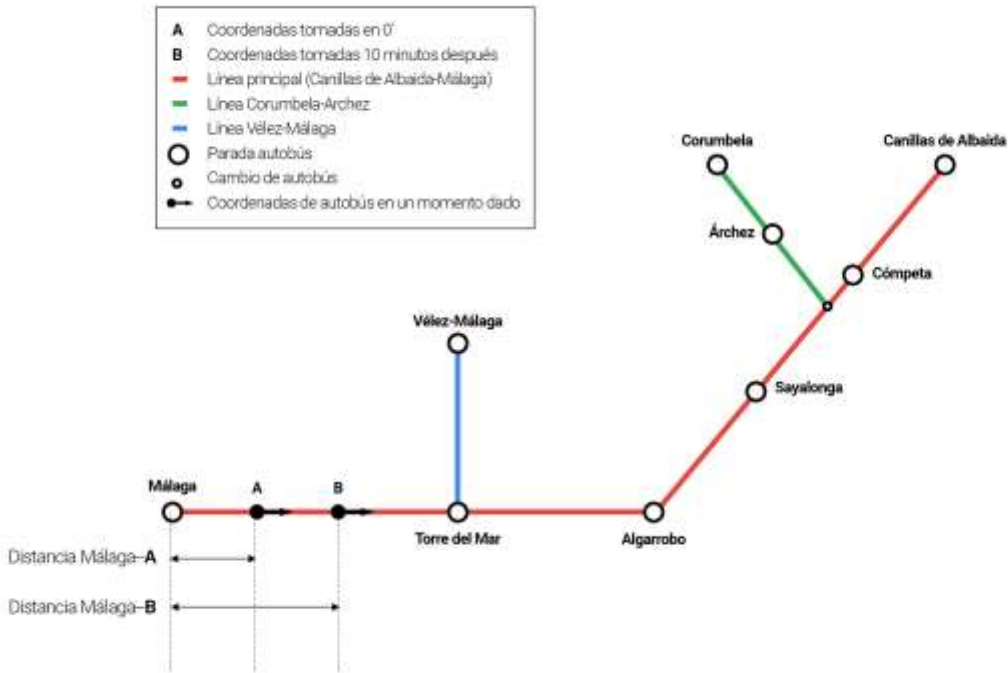 A Coordenadas tomadas en 0'
B Coordenadas tomadas 10 minutos después
Línea principal (Canillas de Albaida-Málaga)
Línea Corumbela-Árchez
Línea Vélez-Málaga
Parada autobús
Cambio de autobús
Coordenadas de autobús en un momento dado
Corumbela
Canillas de Albaida
Árchez
Cómpeta
Vélez-Málaga
Sayalonga
Málaga
A
B
Torre del Mar
Algarrobo
Distancia Málaga-A
Distancia Málaga-B